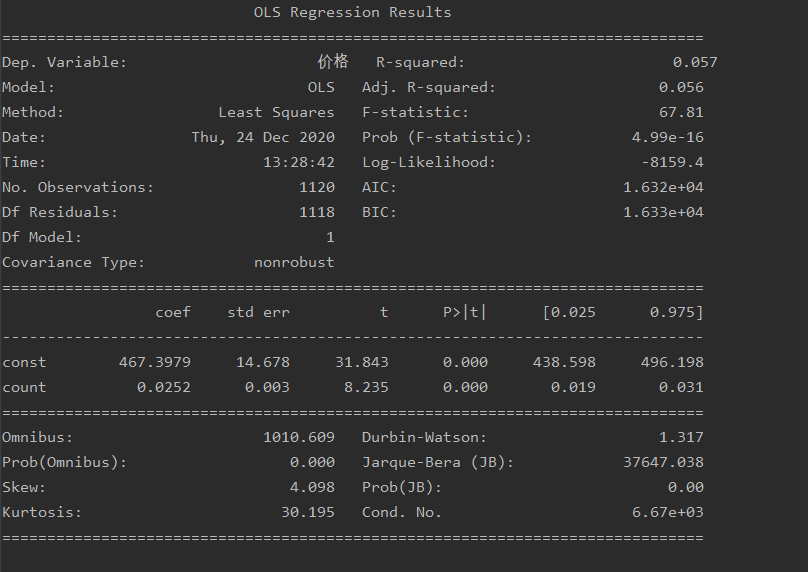 OLS Regression Results
==============================================================================
Dep. Variable: 价格 R-squared: 0.057
Model: OLS Adj. R-squared: 0.056
Method: Least Squares F-statistic: 67.81
Date: Thu, 24 Dec 2020 Prob (F-statistic): 4.99e-16
Time: 13:28:42 Log-Likelihood: -8159.4
No. Observations: 1120 AIC: 1.632e+04
Df Residuals: 1118 BIC: 1.633e+04
Df Model: 1
Covariance Type: nonrobust
==============================================================================
coef std err t P>|t| [0.025 0.975]
------------------------------------------------------------------------------
const 467.3979 14.678 31.843 0.000 438.598 496.198
count 0.0252 0.003 8.235 0.000 0.019 0.031
==============================================================================
Omnibus: 1010.609 Durbin-Watson: 1.317
Prob(Omnibus): 0.000 Jarque-Bera (JB): 37647.038
Skew: 4.098 Prob(JB): 0.00
Kurtosis: 30.195 Cond. No. 6.67e+03
==============================================================================